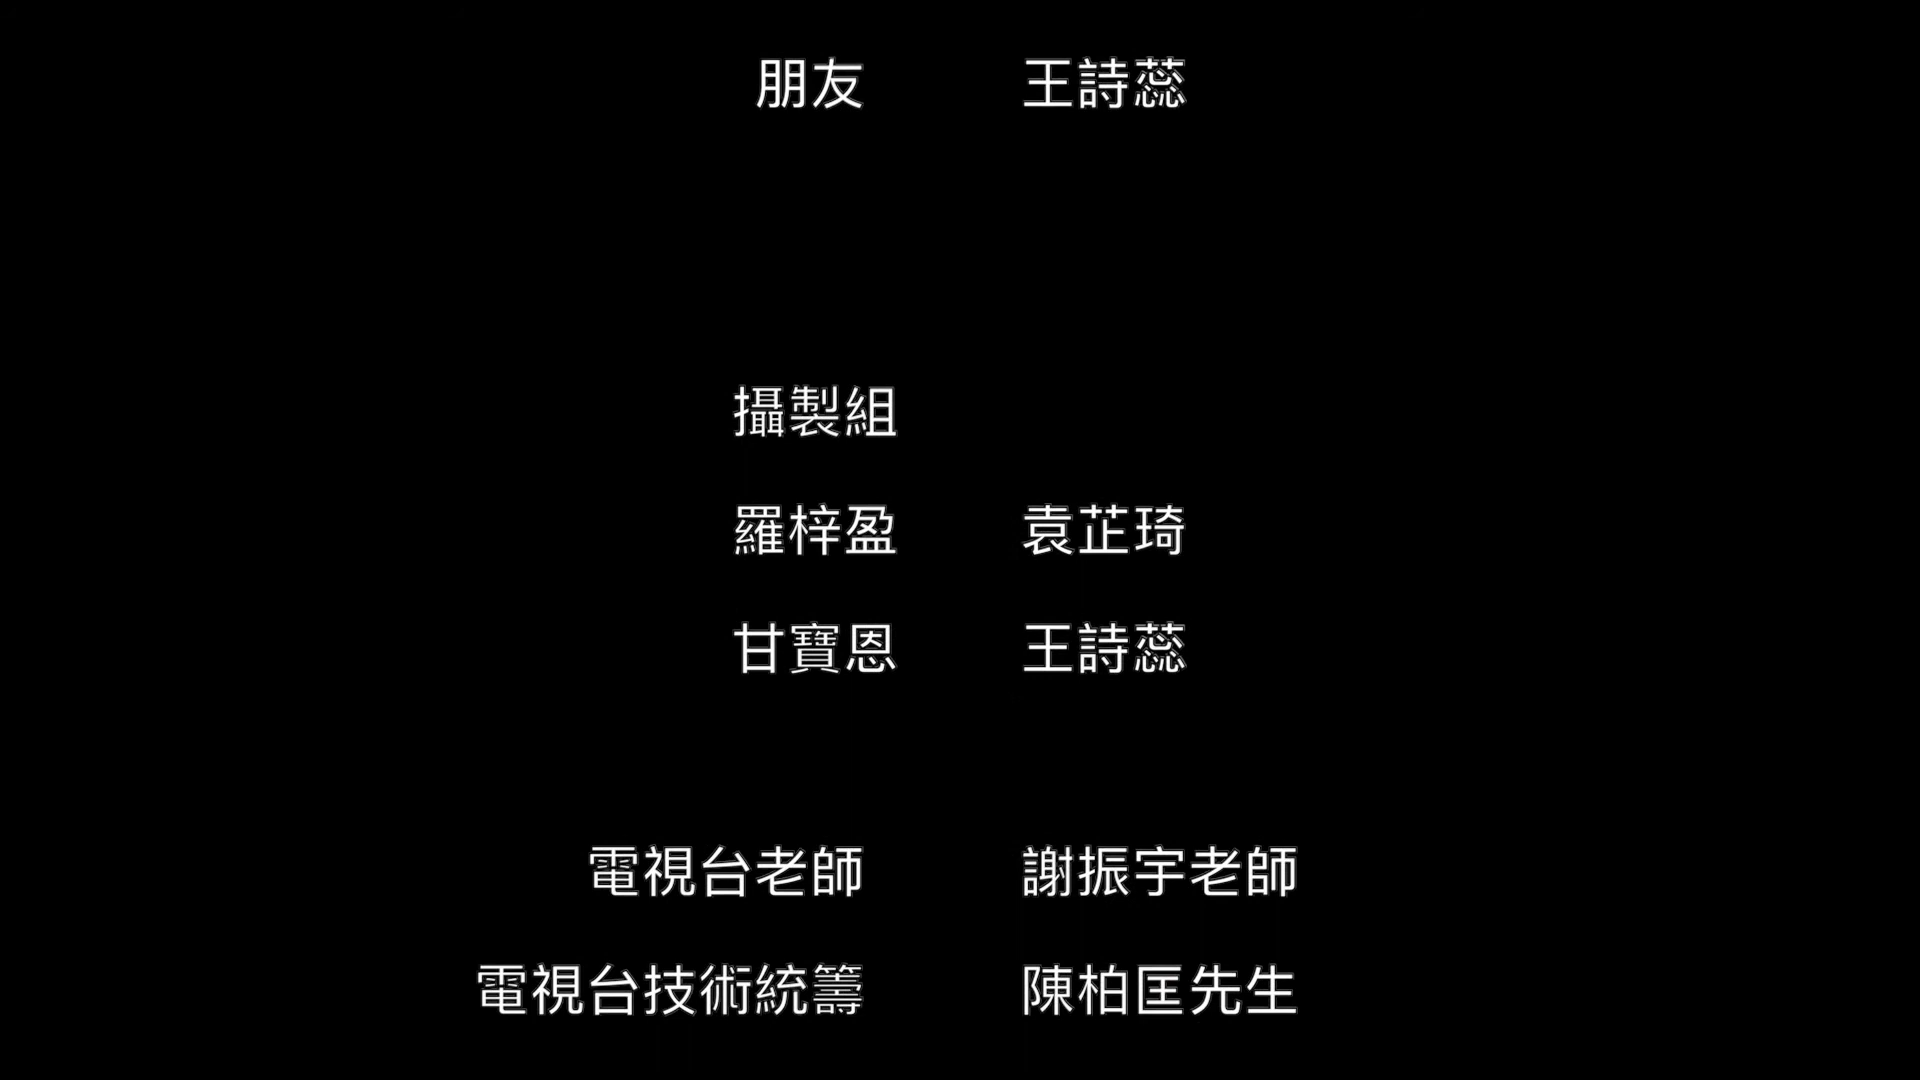 朋友 王詩蕊
攝製組
羅梓盈 袁芷琦
甘寶恩 王詩蕊
電視台老師 謝振宇老師
電視台技術統籌 陳柏匡先生